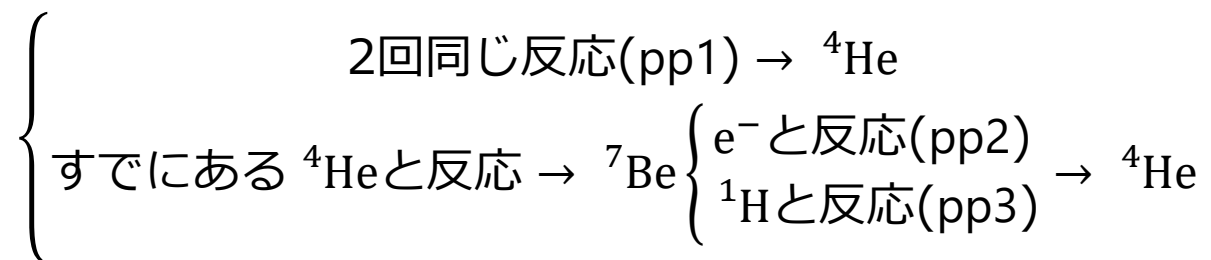 2回同じ反応(pp1) → ⁴He
すでにある ⁴Heと反応 → ⁷Be { e⁻と反応(pp2) → ⁴He
¹Hと反応(pp3)